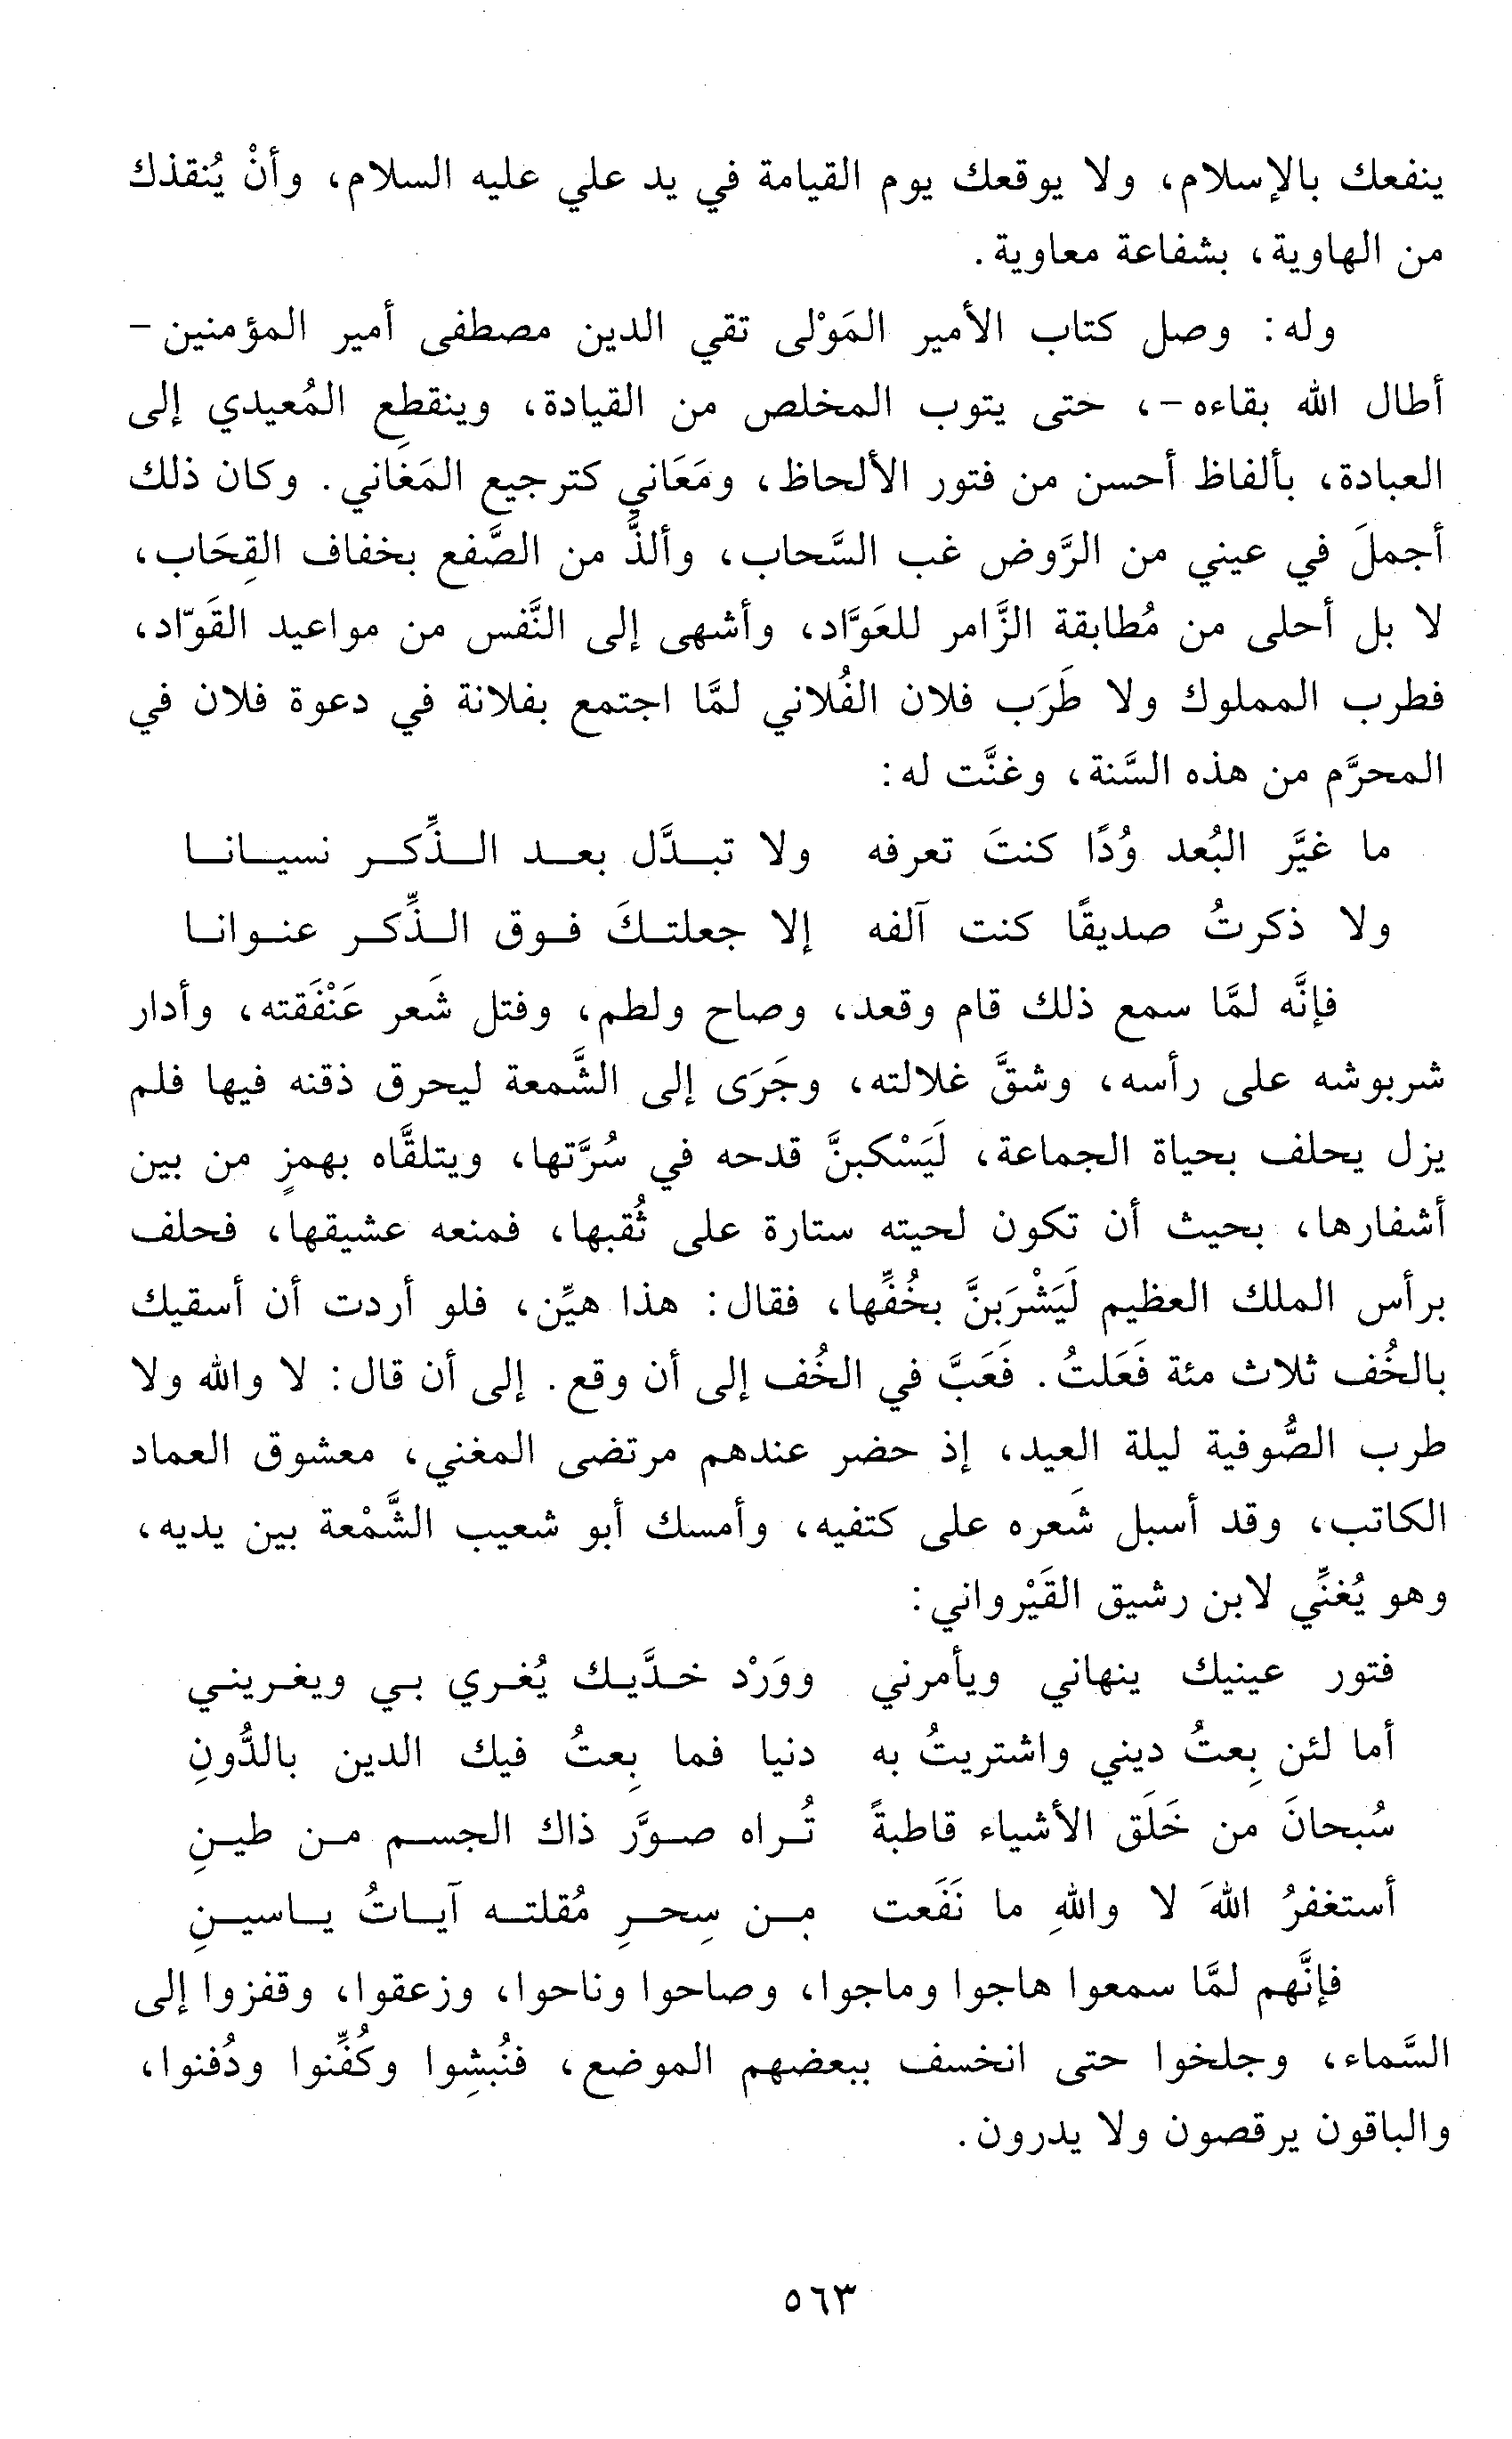 ينفعك بالإسلام، ولا يوقعك يوم القيامة في يد علي عليه السلام، وأنْ يُنقذك
من الهاوية، بشفاعة معاوية.
وله: وصل كتاب الأمير المَوْلى تقي الدين مصطفى أمير المؤمنين -
أطال الله بقاءه -، حتى يتوب المخلص من القيادة، وينقطع المُعيدي إلى
العبادة، بألفاظ أحسن من فتور الألحاظ، ومَعَاني كترجيع المَغَاني. وكان ذلك
أجملَ في عيني من الرَّوض غب السَّحاب، وألذَّ من الصَّفع بخفاف القِحَاب،
لا بل أحلى من مُطابقة الزَّامر للعَوَّاد، وأشهى إلى النَّفس من مواعيد القَوّاد،
فطرب المملوك ولا طَرَب فلان الفُلاني لمَّا اجتمع بفلانة في دعوة فلان في
المحرَّم من هذه السَّنة، وغنَّت له:
ما غيَّر البُعد وُدًا كنتَ تعرفه ولا تبـدَّل بعـد الـذِّكـر نسيـانـا
ولا ذكرتُ صديقًا كنت آلفه إلا جعلتـكَ فـوق الـذِّكـر عنـوانـا
فإنَّه لمَّا سمع ذلك قام وقعد، وصاح ولطم، وفتل شَعر عَنْفَقته، وأدار
شربوشه على رأسه، وشقَّ غلالته، وجَرَى إلى الشَّمعة ليحرق ذقنه فيها فلم
يزل يحلف بحياة الجماعة، لَيَسْكبنَّ قدحه في سُرَّتها، ويتلقَّاه بهمزٍ من بين
أشفارها، بحيث أن تكون لحيته ستارة على ثُقبها، فمنعه عشيقها، فحلف
برأس الملك العظيم لَيَشْرَبنَّ بخُفِّها، فقال: هذا هيِّن، فلو أردت أن أسقيك
بالخُف ثلاث مئة فَعَلتُ. فَعَبَّ في الخُف إلى أن وقع. إلى أن قال: لا والله ولا
طرب الصُّوفية ليلة العيد، إذ حضر عندهم مرتضى المغني، معشوق العماد
الكاتب، وقد أسبل شَعره على كتفيه، وأمسك أبو شعيب الشَّمْعة بين يديه،
وهو يُغنِّي لابن رشيق القَيْرواني:
فتور عينيك ينهاني ويأمرني ووَرْد خـدَّيـك يُغـري بـي ويغـرينـي
أما لئن بِعتُ ديني واشتريتُ به دنيا فما بِعتُ فيك الدين بالدُّونِ
سُبحانَ من خَلَق الأشياء قاطبةً تُـراه صـوَّر ذاك الجسـم مـن طيـنِ
أستغفرُ اللهَ لا واللهِ ما نَفَعت مـن سِحـرِ مُقلتـه آيـاتُ يـاسيـنِ
فإنَّهم لمَّا سمعوا هاجوا وماجوا، وصاحوا وناحوا، وزعقوا، وقفزوا إلى
السَّماء، وجلخوا حتى انخسف ببعضهم الموضع، فنُبشِوا وكُفِّنوا ودُفنوا،
والباقون يرقصون ولا يدرون.
٥٦٣